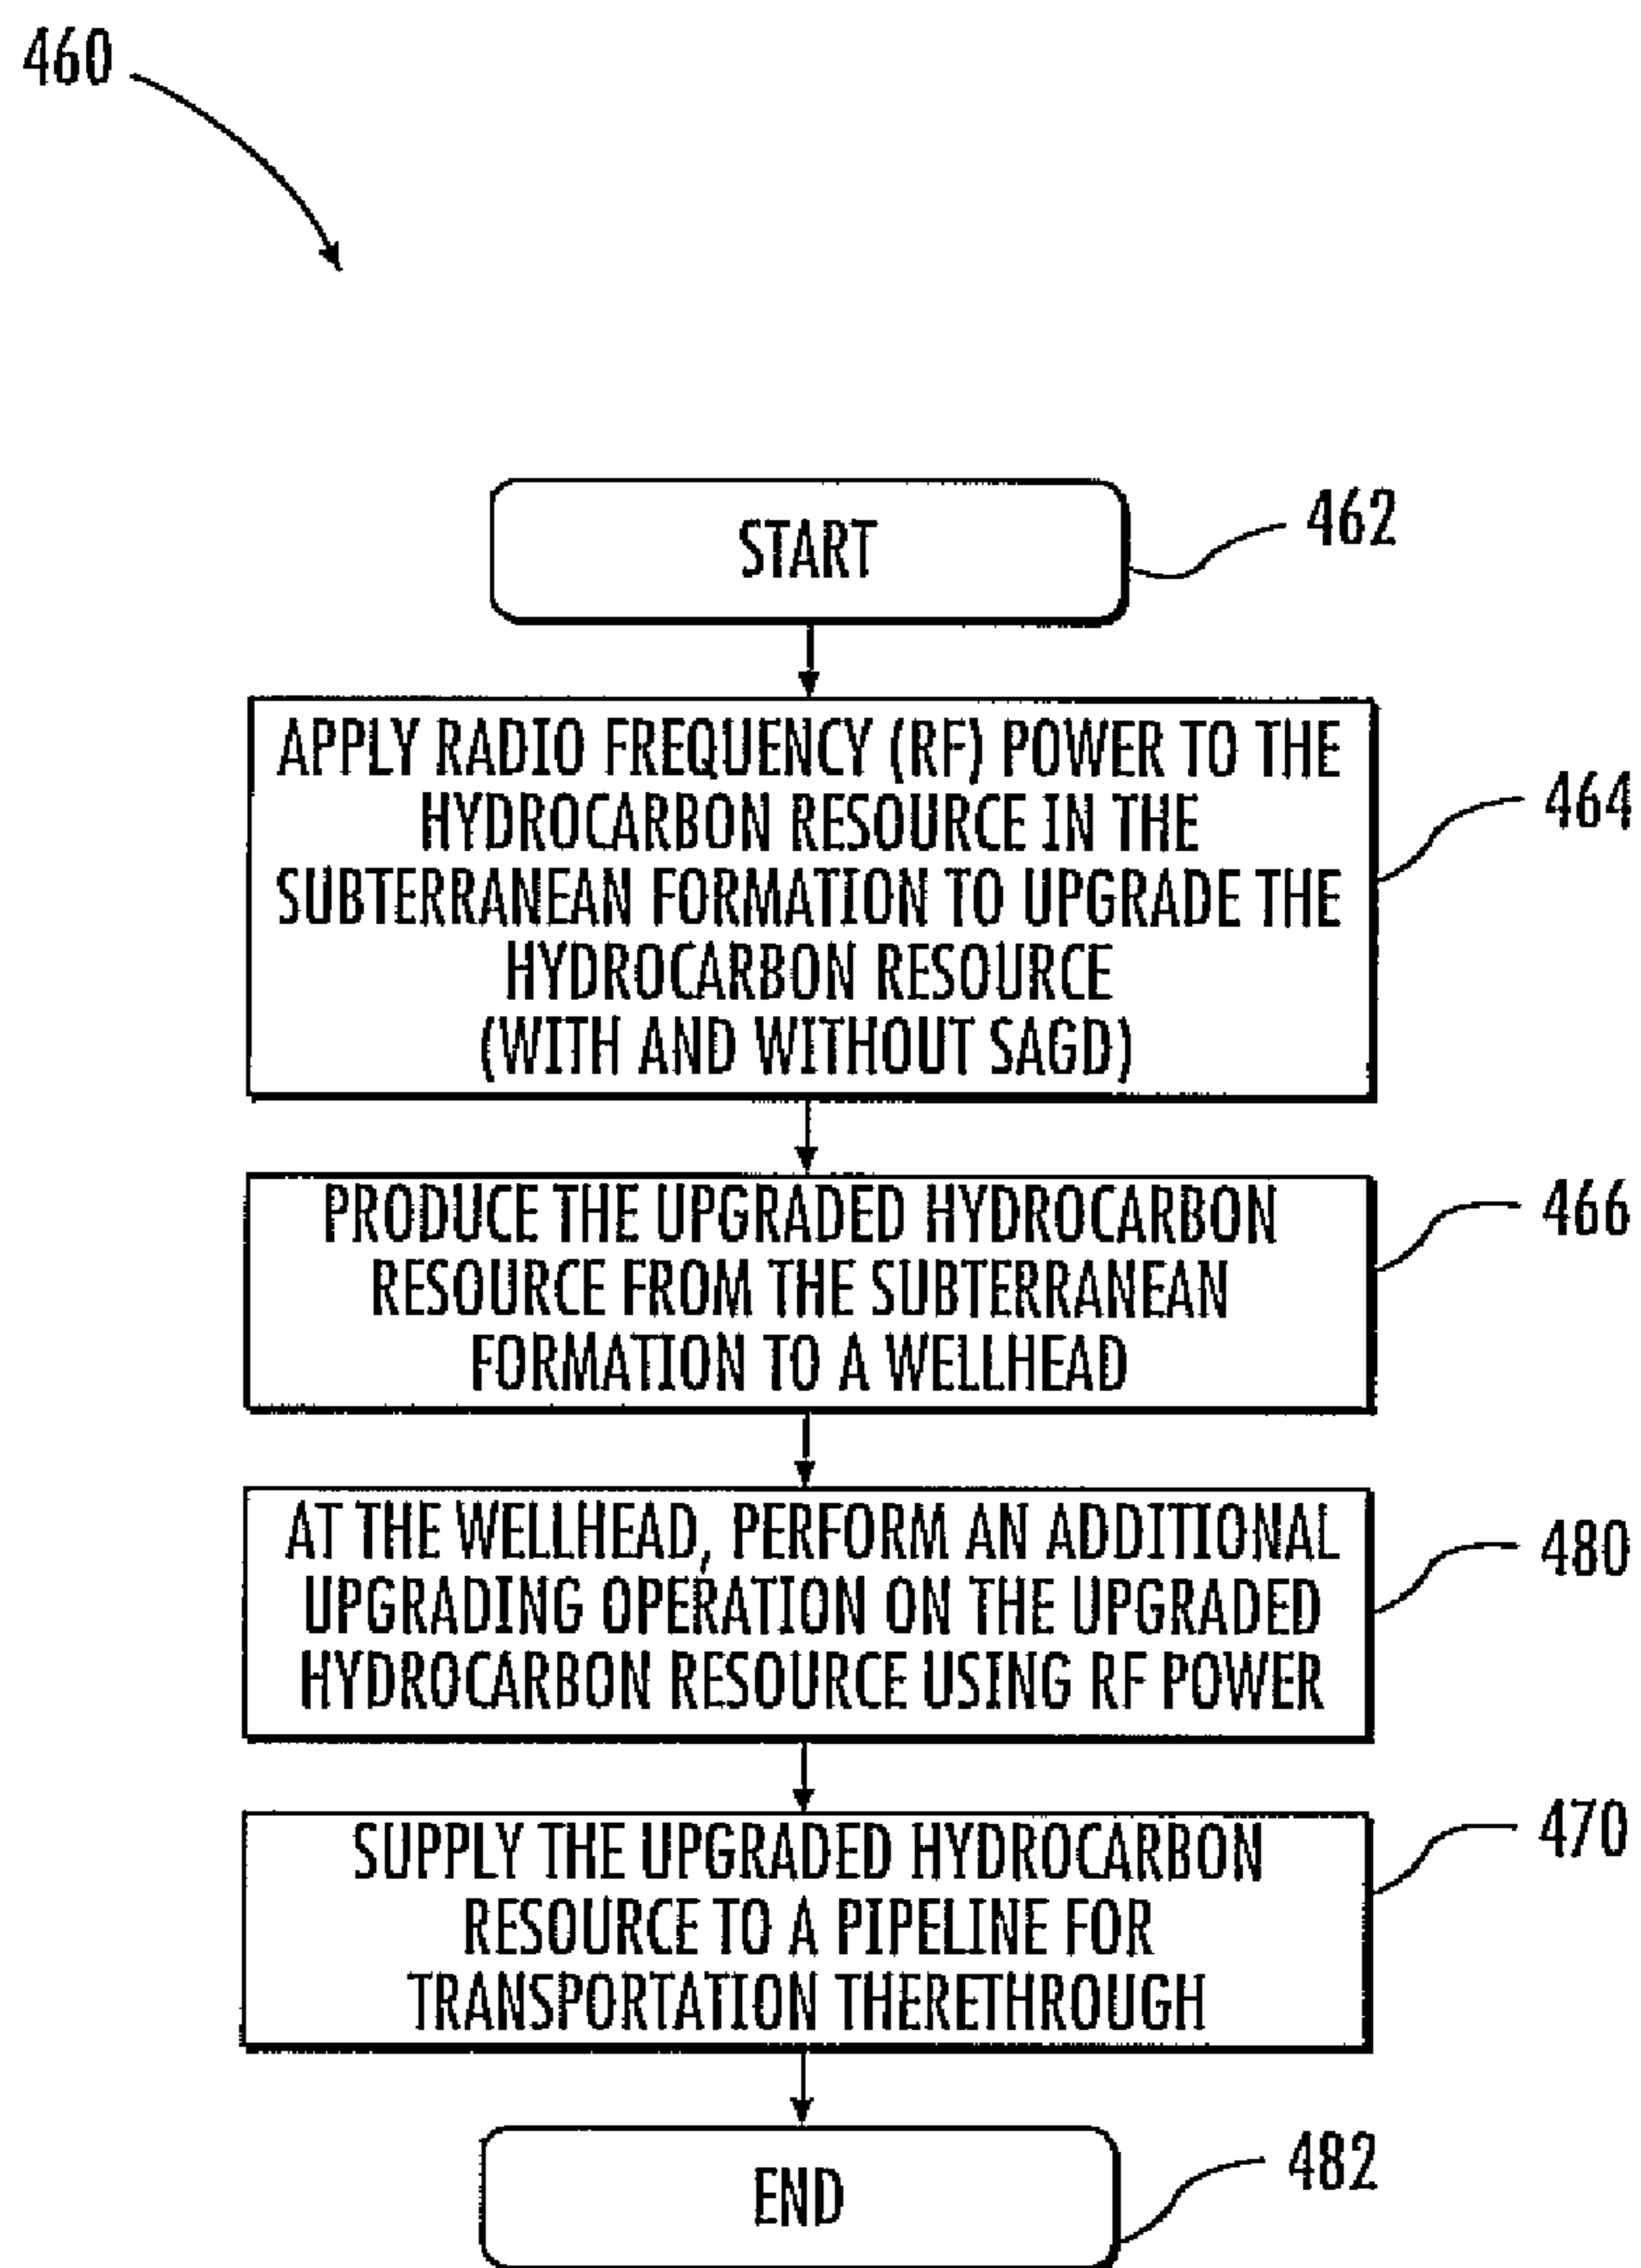 460
START
462
APPLY RADIO FREQUENCY (RF) POWER TO THE
HYDROCARBON RESOURCE IN THE
SUBTERRANEAN FORMATION TO UPGRADE THE
HYDROCARBON RESOURCE
(WITH AND WITHOUT SAGD)
464
PRODUCE THE UPGRADED HYDROCARBON
RESOURCE FROM THE SUBTERRANEAN
FORMATION TO A WELLHEAD
466
AT THE WELLHEAD, PERFORM AN ADDITIONAL
UPGRADING OPERATION ON THE UPGRADED
HYDROCARBON RESOURCE USING RF POWER
480
SUPPLY THE UPGRADED HYDROCARBON
RESOURCE TO A PIPELINE FOR
TRANSPORTATION THERETHROUGH
470
END
482